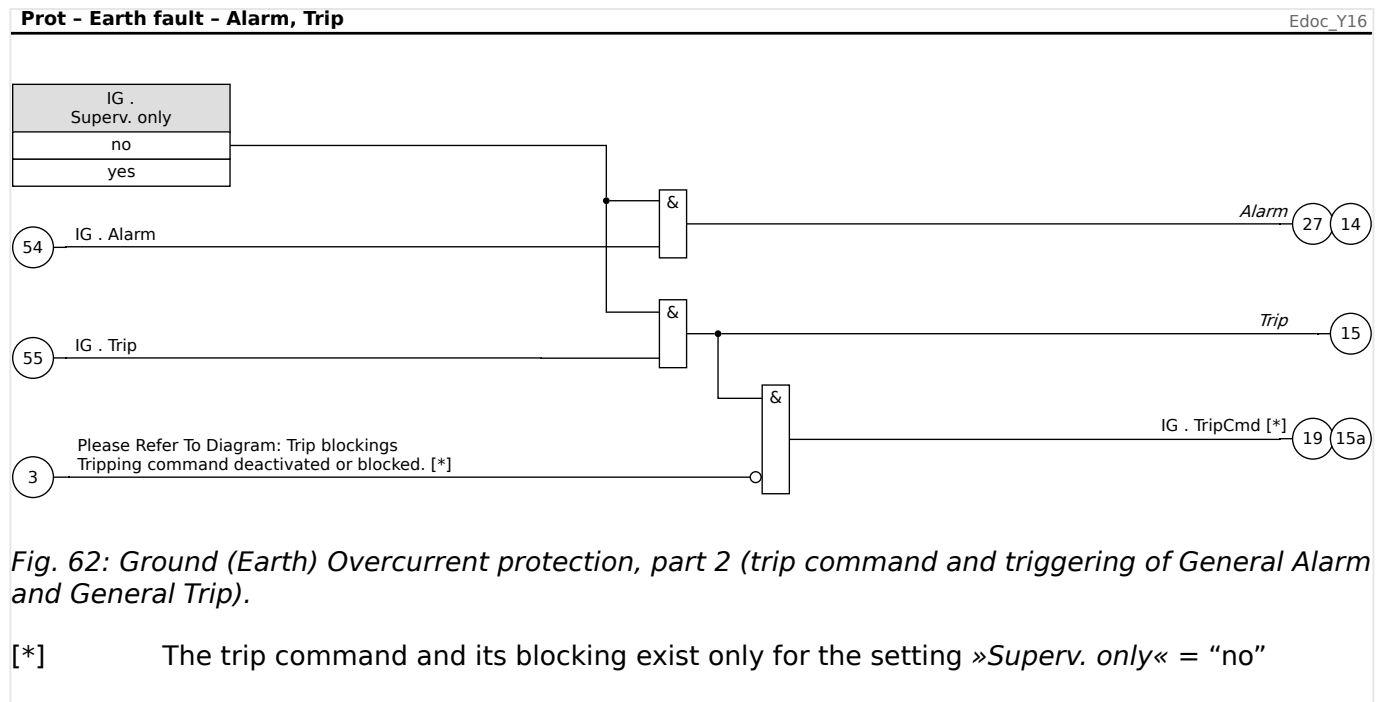 Prot – Earth fault – Alarm, Trip
Edoc_Y16
IG .
Superv. only
no
yes
&
Alarm
27
14
54
IG . Alarm
&
Trip
15
55
IG . Trip
&
IG . TripCmd [*]
19
15a
Please Refer To Diagram: Trip blockings
Tripping command deactivated or blocked. [*]
3
Fig. 62: Ground (Earth) Overcurrent protection, part 2 (trip command and triggering of General Alarm
and General Trip).
[*] The trip command and its blocking exist only for the setting »Superv. only« = “no”